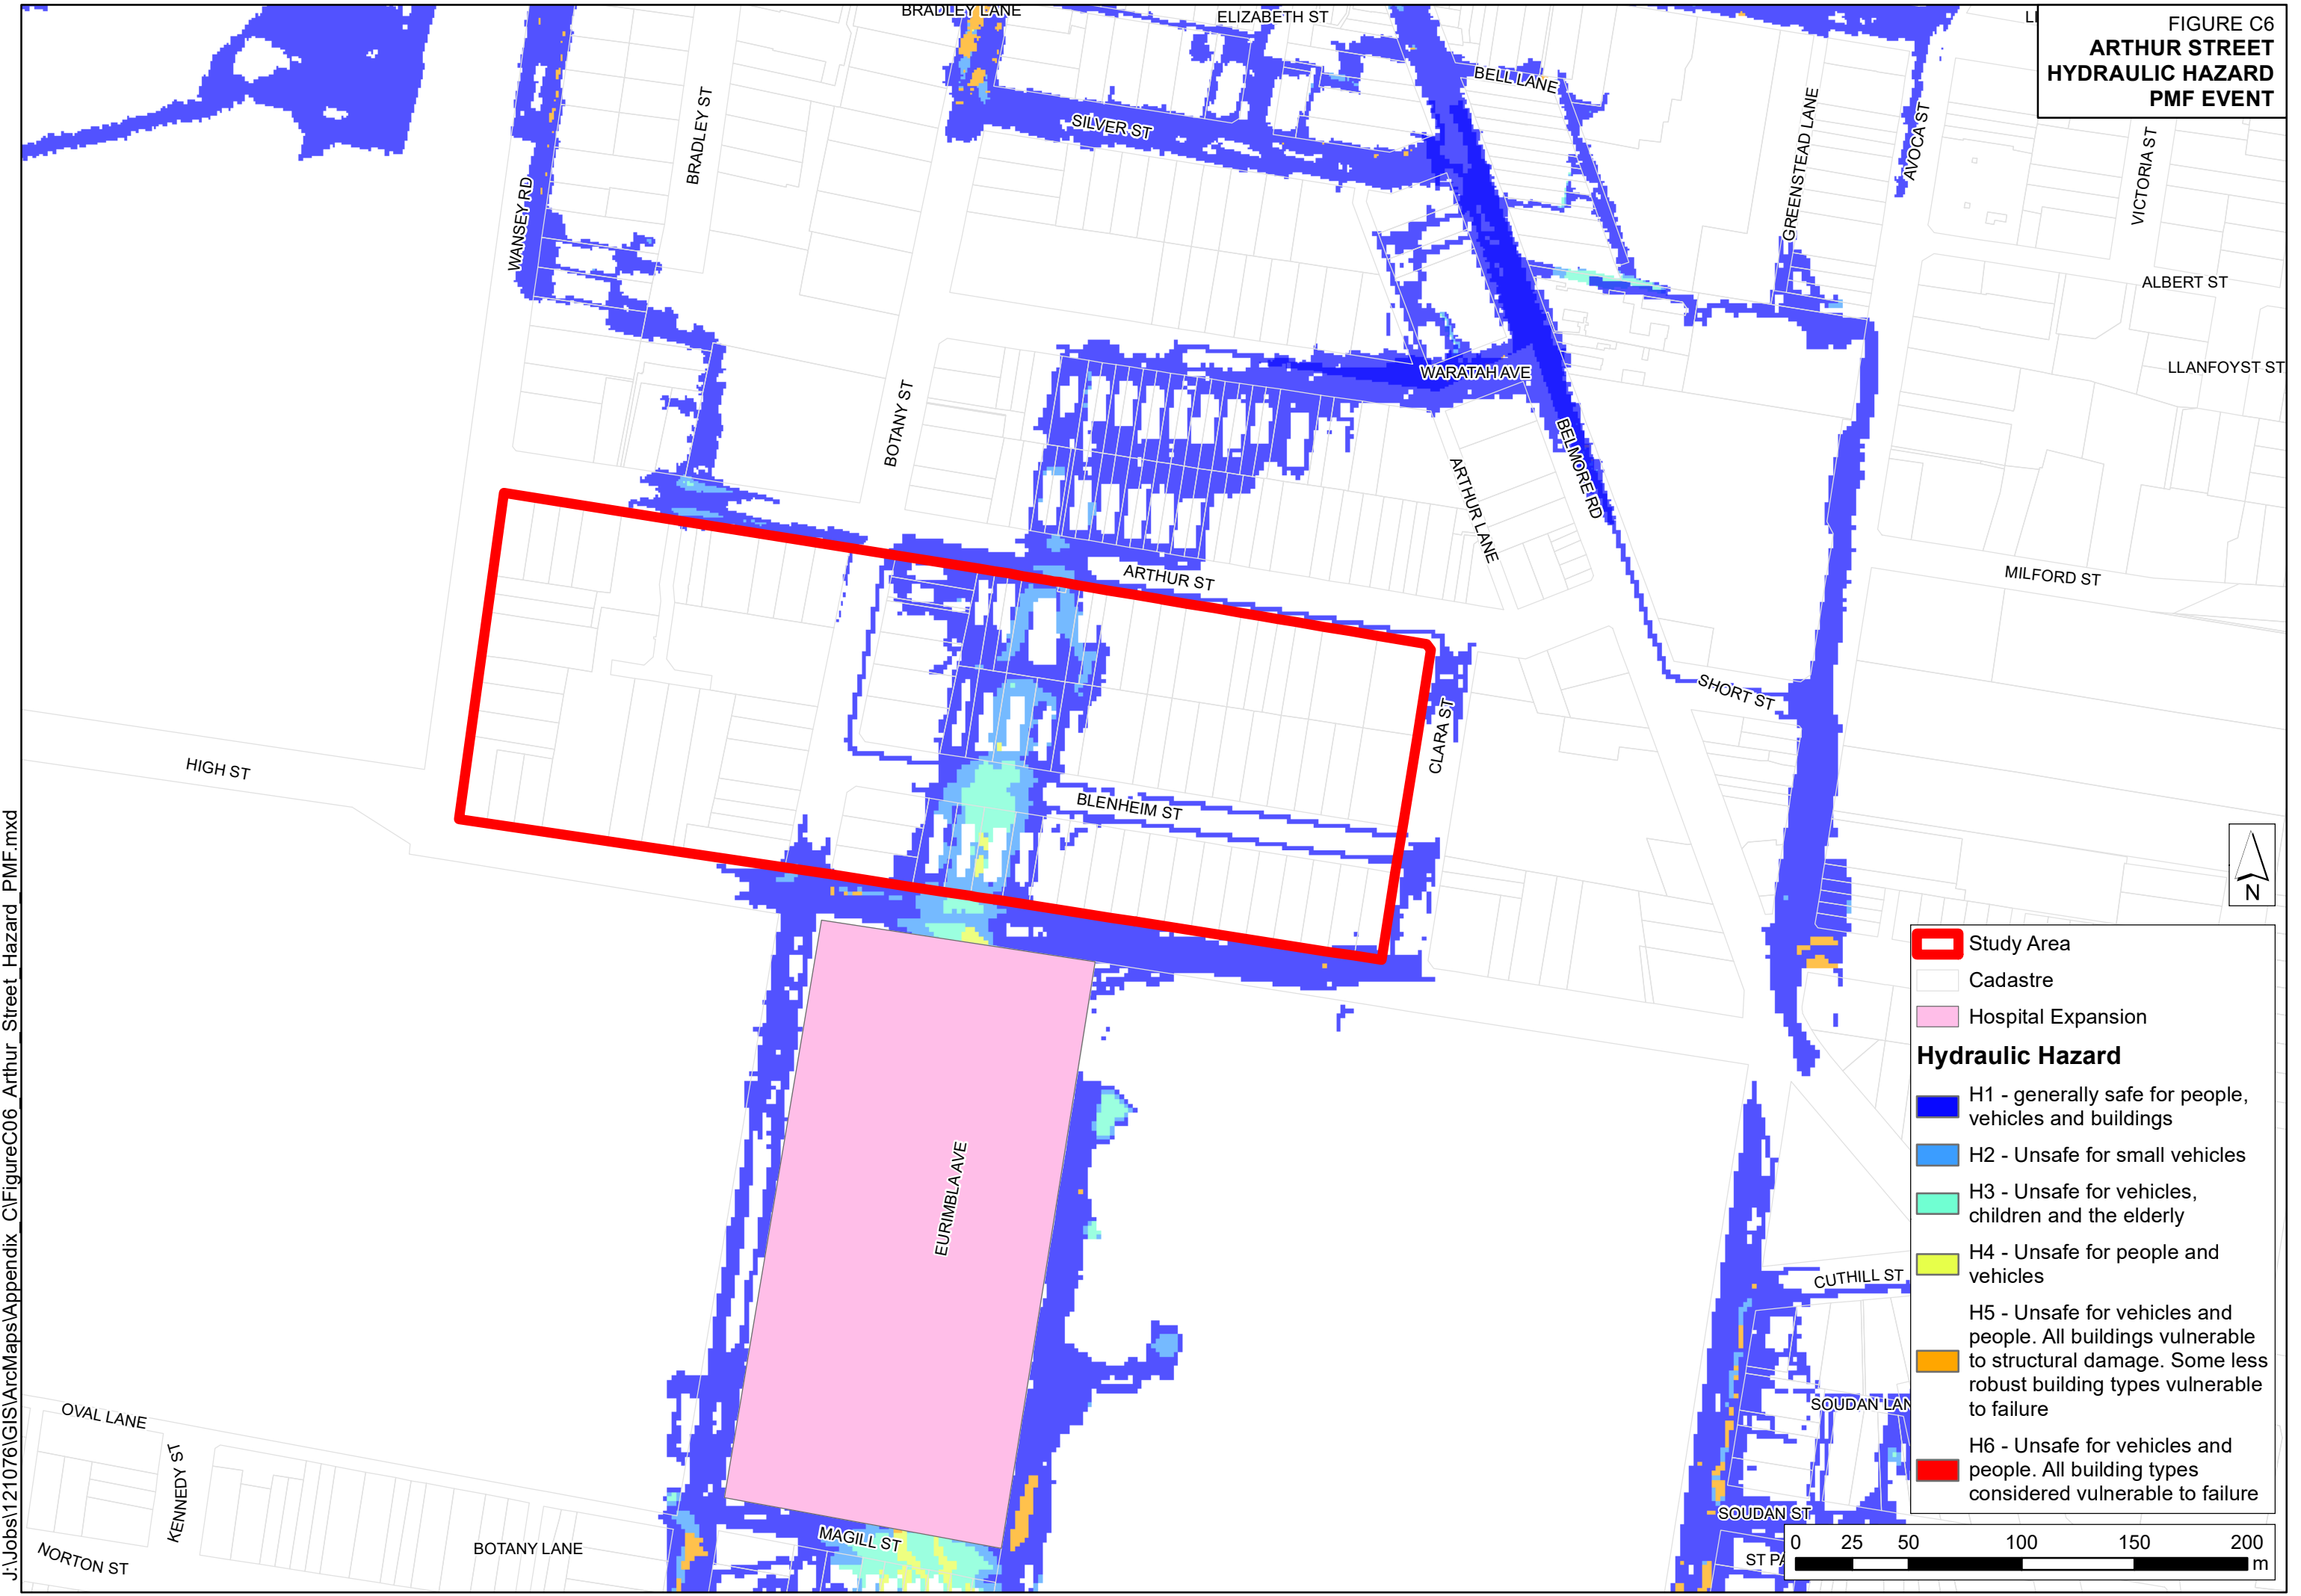 BRADLEY LANE
ELIZABETH ST
LI
FIGURE C6
ARTHUR STREET
HYDRAULIC HAZARD
PMF EVENT
BELL LANE
SILVER ST
BRADLEY ST
GREENSTEAD LANE
AVOCA ST
VICTORIA ST
WANSEY RD
ALBERT ST
LLANFOYST ST
WARATAH AVE
BOTANY ST
BELMORE RD
ARTHUR LANE
ARTHUR ST
MILFORD ST
SHORT ST
CLARA ST
HIGH ST
BLENHEIM ST
N
Study Area
Cadastre
Hospital Expansion
Hydraulic Hazard
H1 - generally safe for people,
vehicles and buildings
H2 - Unsafe for small vehicles
H3 - Unsafe for vehicles,
children and the elderly
H4 - Unsafe for people and
vehicles
H5 - Unsafe for vehicles and
people. All buildings vulnerable
to structural damage. Some less
robust building types vulnerable
to failure
H6 - Unsafe for vehicles and
people. All building types
considered vulnerable to failure
EURIMBLA AVE
CUTHILL ST
SOUDAN LAN
OVAL LANE
KENNEDY ST
SOUDAN ST
MAGILL ST
BOTANY LANE
NORTON ST
ST PA
0 25 50 100 150 200
m
J:\Jobs\121076\GIS\ArcMaps\Appendix_C\FigureC06_Arthur_Street_Hazard_PMF.mxd